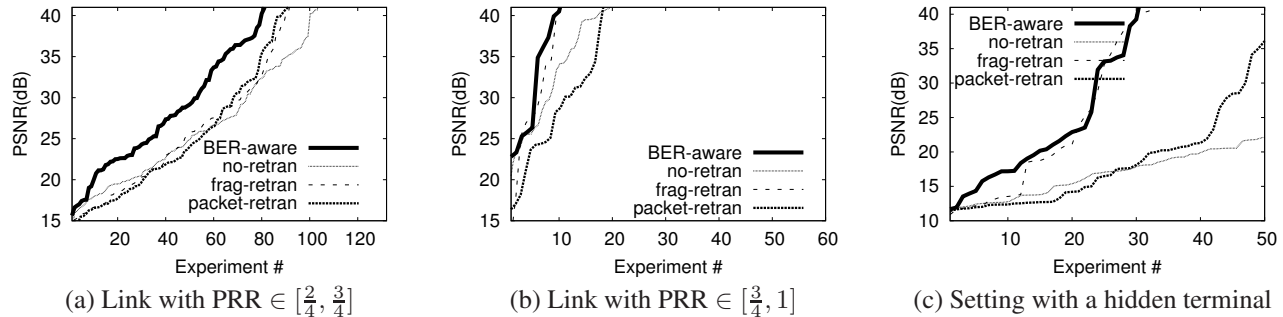 40
35
30
25
20
15
PSNR(dB)
BER-aware
no-retran
frag-retran
packet-retran
20 40 60 80 100 120
Experiment #
(a) Link with PRR ∈ [2/4, 3/4]
40
35
30
25
20
15
PSNR(dB)
BER-aware
no-retran
frag-retran
packet-retran
10 20 30 40 50 60
Experiment #
(b) Link with PRR ∈ [3/4, 1]
40
35
30
25
20
15
10
PSNR(dB)
BER-aware
no-retran
frag-retran
packet-retran
10 20 30 40 50
Experiment #
(c) Setting with a hidden terminal